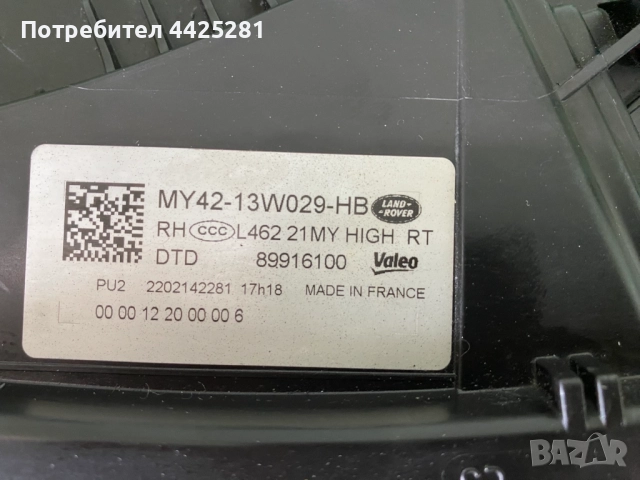 Потребител 4425281
MY42-13W029-HB LAND-ROVER
RH CCC L462 21MY HIGH RT
DTD 89916100 Valeo
PU2 2202142281 17h18 MADE IN FRANCE
00 00 12 20 00 00 6
BAZAR